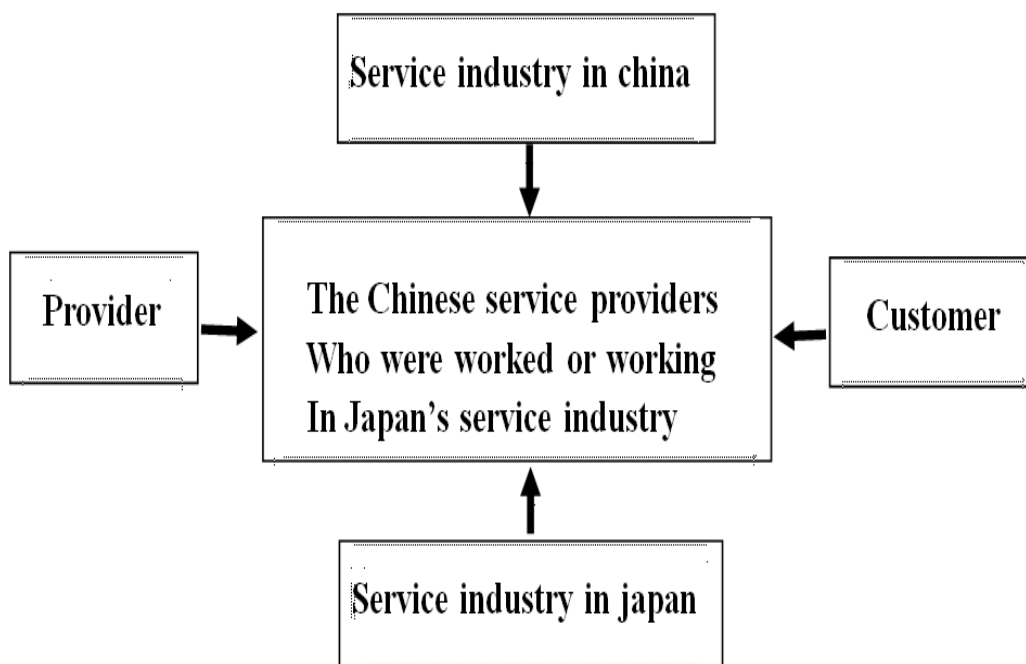 Service industry in china
Provider
The Chinese service providers
Who were worked or working
In Japan's service industry
Customer
Service industry in japan